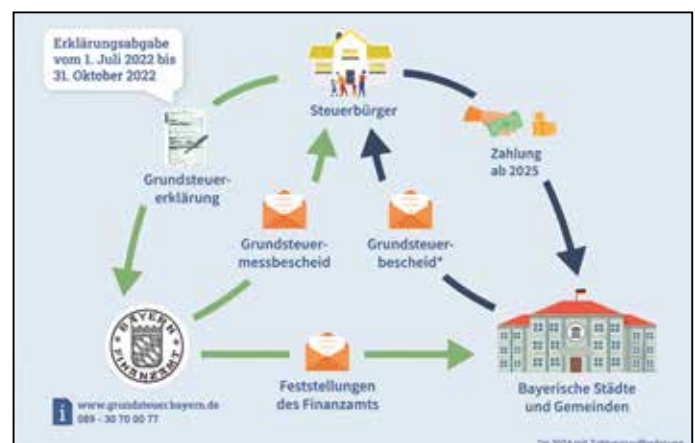 Erklärungsabgabe
vom 1. Juli 2022 bis
31. Oktober 2022
Steuerbürger
Zahlung
ab 2025
Grundsteuer-
erklärung
Grundsteuer-
messbescheid
Grundsteuer-
bescheid*
BAYERN
FINANZAMT
Feststellungen
des Finanzamts
Bayerische Städte
und Gemeinden
www.grundsteuer.bayern.de
089 - 30 70 00 77